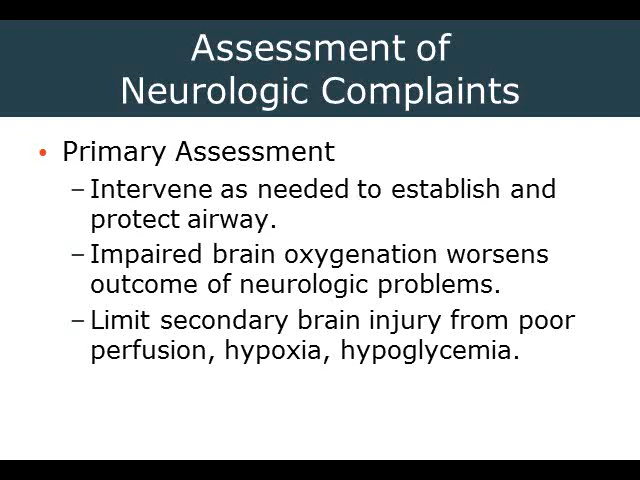 Assessment of
Neurologic Complaints
• Primary Assessment
– Intervene as needed to establish and
protect airway.
– Impaired brain oxygenation worsens
outcome of neurologic problems.
– Limit secondary brain injury from poor
perfusion, hypoxia, hypoglycemia.